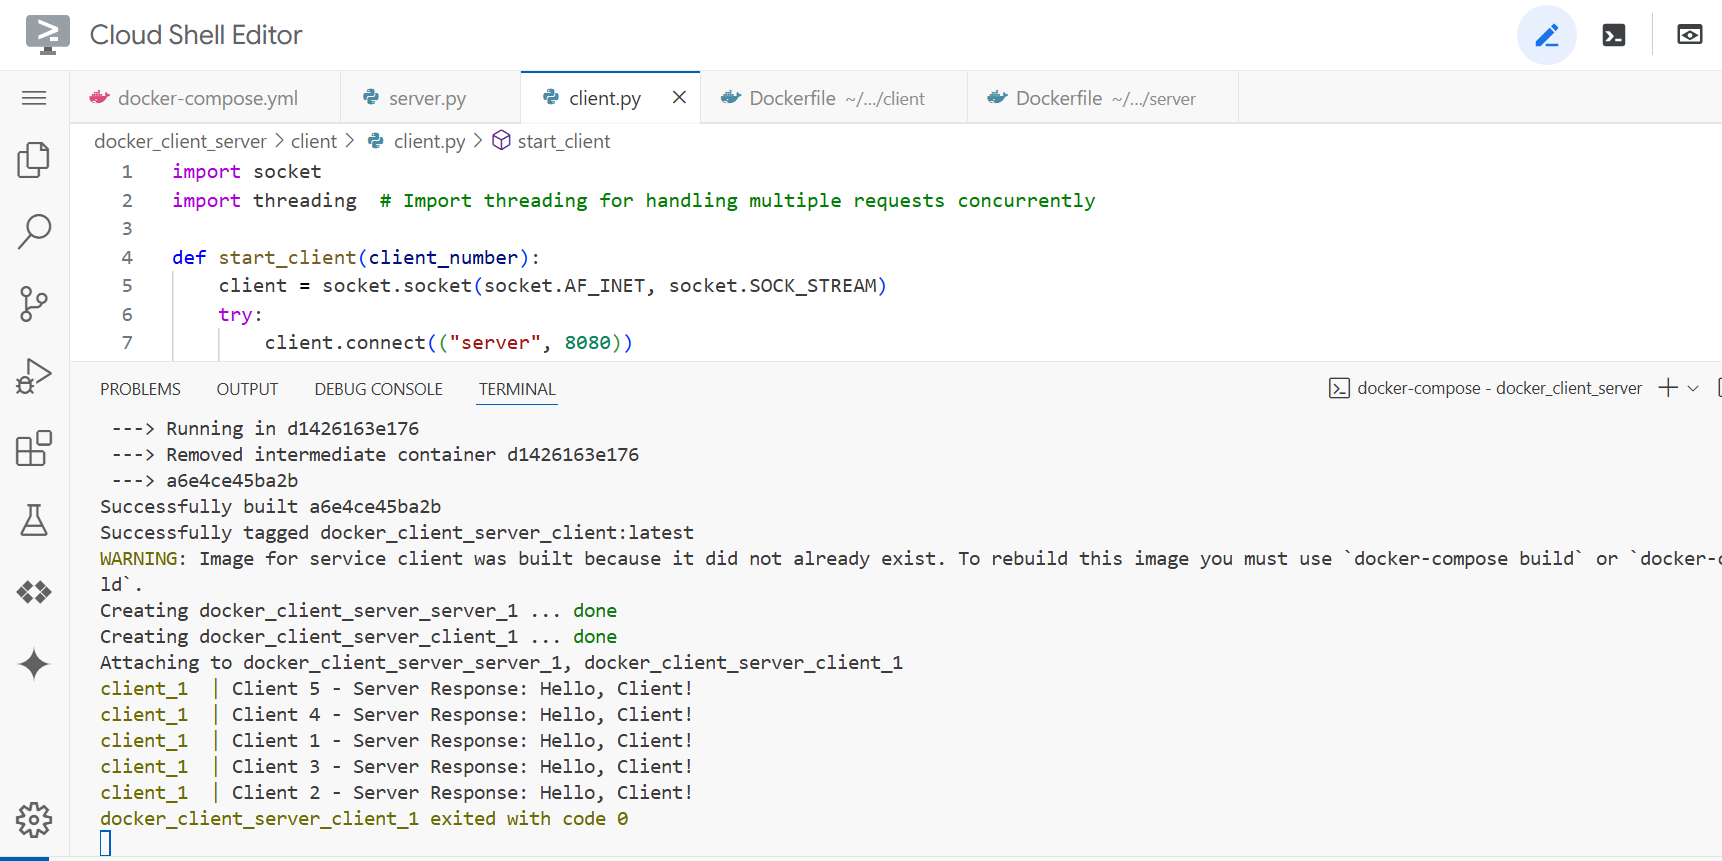 Cloud Shell Editor
docker-compose.yml
server.py
client.py
Dockerfile ~/.../client
Dockerfile ~/.../server
docker_client_server > client > client.py > start_client
1 import socket
2 import threading  # Import threading for handling multiple requests concurrently
3
4 def start_client(client_number):
5     client = socket.socket(socket.AF_INET, socket.SOCK_STREAM)
6     try:
7         client.connect(("server", 8080))
PROBLEMS OUTPUT DEBUG CONSOLE TERMINAL
docker-compose - docker_client_server
 ---> Running in d1426163e176
 ---> Removed intermediate container d1426163e176
 ---> a6e4ce45ba2b
Successfully built a6e4ce45ba2b
Successfully tagged docker_client_server_client:latest
WARNING: Image for service client was built because it did not already exist. To rebuild this image you must use `docker-compose build` or `docker-
ld`.
Creating docker_client_server_server_1 ... done
Creating docker_client_server_client_1 ... done
Attaching to docker_client_server_server_1, docker_client_server_client_1
client_1  | Client 5 - Server Response: Hello, Client!
client_1  | Client 4 - Server Response: Hello, Client!
client_1  | Client 1 - Server Response: Hello, Client!
client_1  | Client 3 - Server Response: Hello, Client!
client_1  | Client 2 - Server Response: Hello, Client!
docker_client_server_client_1 exited with code 0